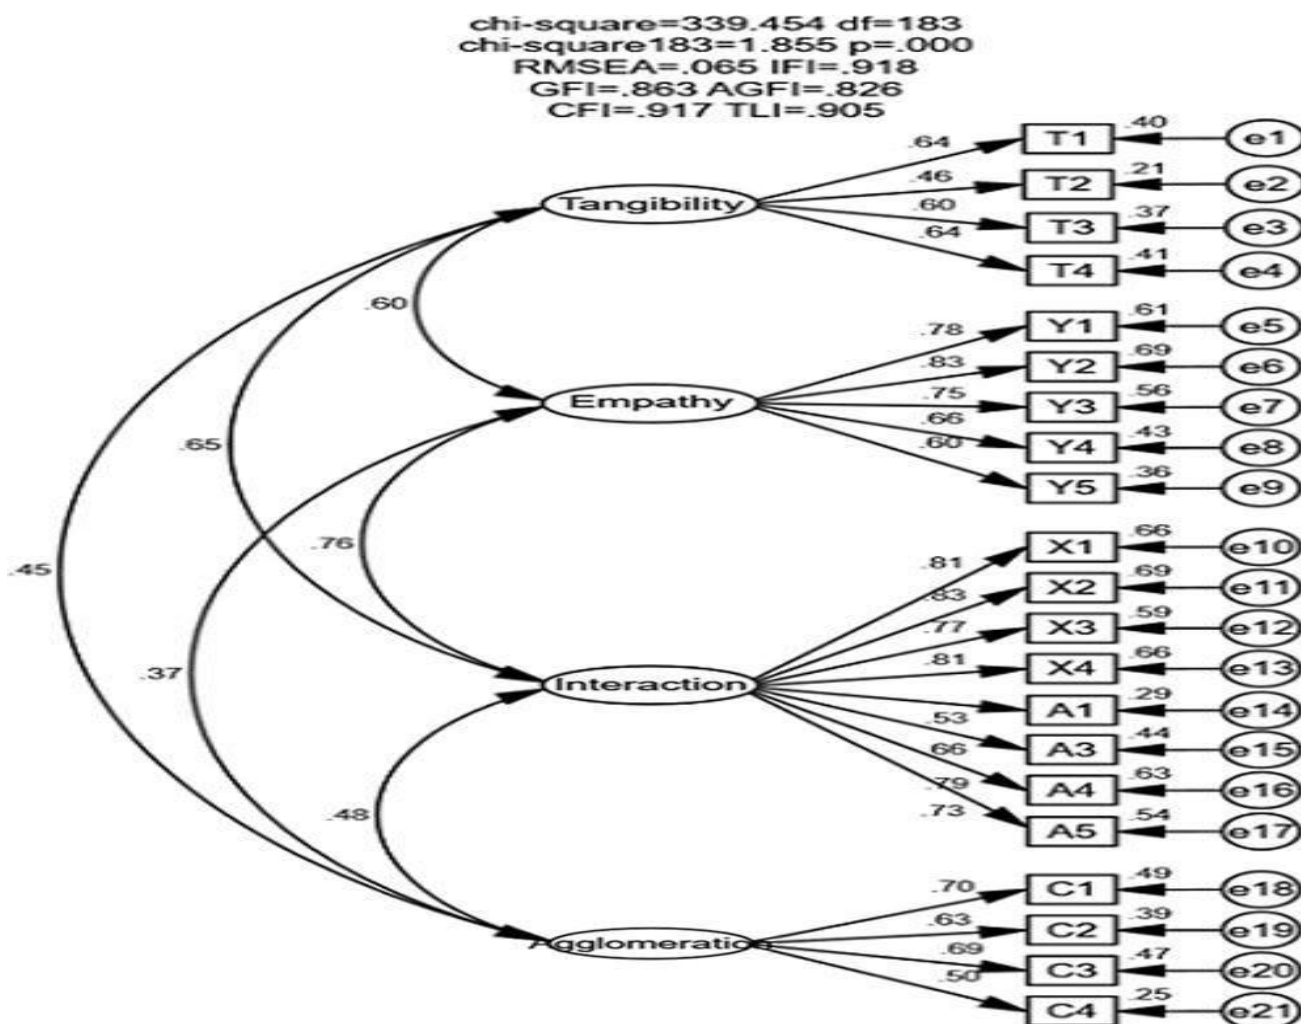 chi-square=339.454 df=183
chi-square183=1.855 p=.000
RMSEA=.065 IFI=.918
GFI=.863 AGFI=.826
CFI=.917 TLI=.905
.64 T1 .40 e1
.46 T2 .21 e2
Tangibility
.60 T3 .37 e3
.64 T4 .41 e4
.60
.78 Y1 .61 e5
.83 Y2 .69 e6
Empathy
.75 Y3 .56 e7
.66 Y4 .43 e8
.60 Y5 .36 e9
.65
.76
.45
.81 X1 .66 e10
.83 X2 .69 e11
.77 X3 .59 e12
.37
.81 X4 .66 e13
Interaction
A1 .29 e14
.53 A3 .44 e15
.66 A4 .63 e16
.79
.73 A5 .54 e17
.48
.70 C1 .49 e18
.63 C2 .39 e19
Agglomeration
.69 C3 .47 e20
.50 C4 .25 e21